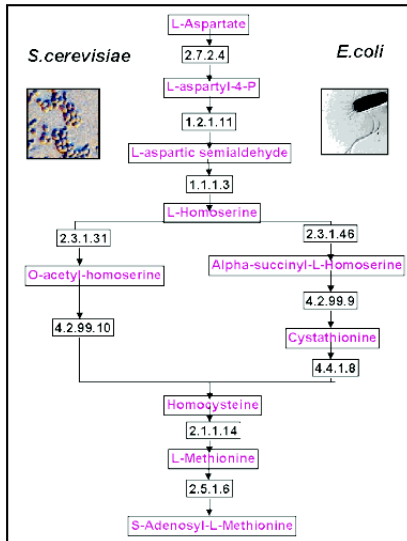 L-Aspartate
S.cerevisiae
2.7.2.4
E.coli
L-aspartyl-4-P
1.2.1.11
L-aspartic semialdehyde
1.1.1.3
L-Homoserine
2.3.1.31
2.3.1.46
O-acetyl-homoserine
Alpha-succinyl-L-Homoserine
4.2.99.9
4.2.99.10
Cystathionine
4.4.1.8
Homocysteine
2.1.1.14
L-Methionine
2.5.1.6
S-Adenosyl-L-Methionine